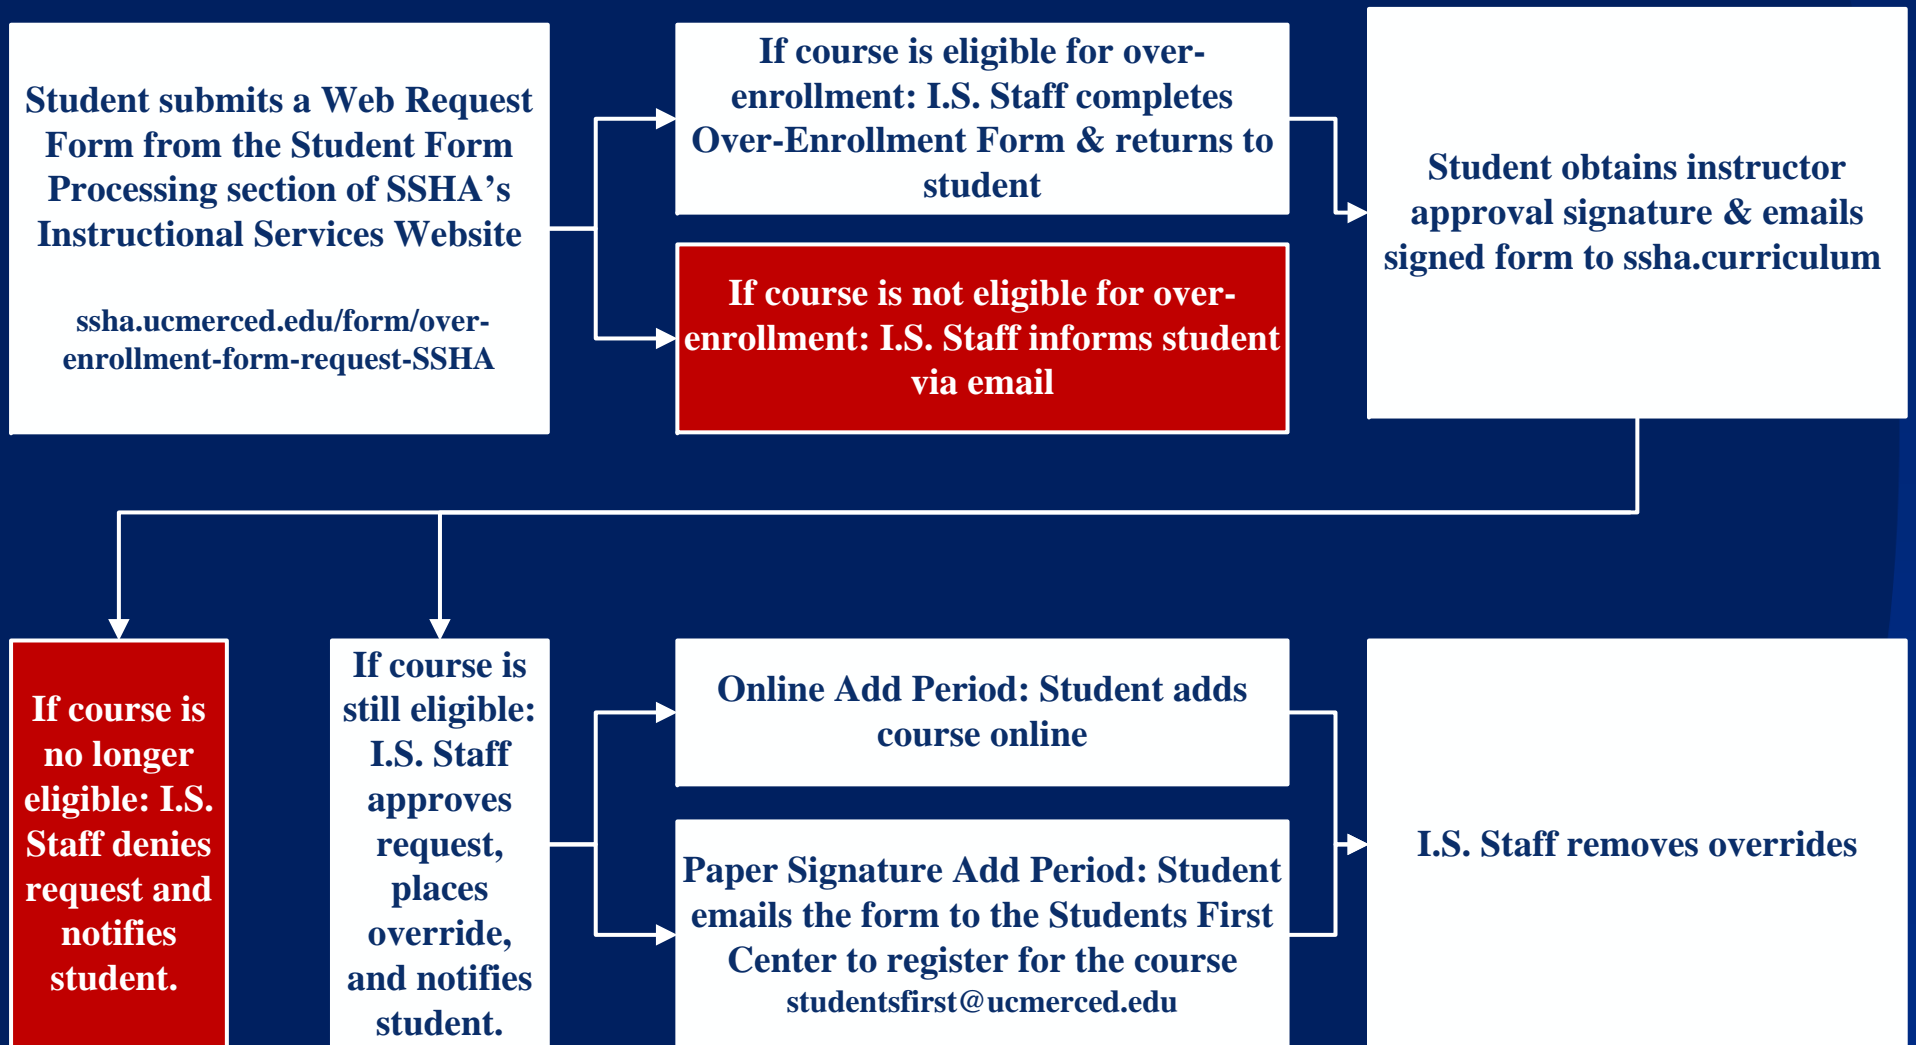 Student submits a Web Request
Form from the Student Form
Processing section of SSHA’s
Instructional Services Website
ssha.ucmerced.edu/form/over-
enrollment-form-request-SSHA
If course is eligible for over-
enrollment: I.S. Staff completes
Over-Enrollment Form & returns to
student
If course is not eligible for over-
enrollment: I.S. Staff informs student
via email
Student obtains instructor
approval signature & emails
signed form to ssha.curriculum
If course is
no longer
eligible: I.S.
Staff denies
request and
notifies
student.
If course is
still eligible:
I.S. Staff
approves
request,
places
override,
and notifies
student.
Online Add Period: Student adds
course online
Paper Signature Add Period: Student
emails the form to the Students First
Center to register for the course
studentsfirst@ucmerced.edu
I.S. Staff removes overrides